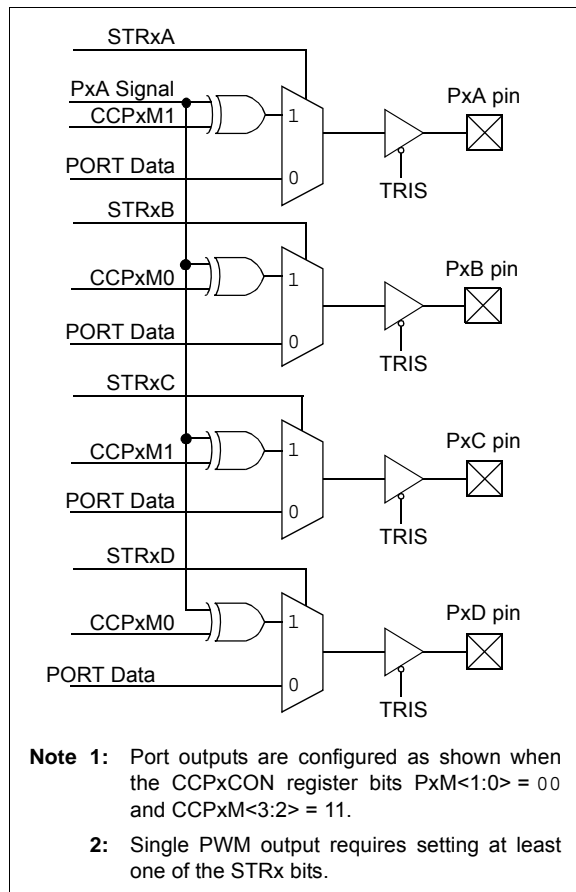 STRxA
PxA Signal
CCPxM1
1
PxA pin
PORT Data
0
TRIS
STRxB
CCPxM0
1
PxB pin
PORT Data
0
TRIS
STRxC
CCPxM1
1
PxC pin
PORT Data
0
TRIS
STRxD
CCPxM0
1
PxD pin
PORT Data
0
TRIS
Note 1: Port outputs are configured as shown when
the CCPxCON register bits PxM<1:0> = 00
and CCPxM<3:2> = 11.
2: Single PWM output requires setting at least
one of the STRx bits.